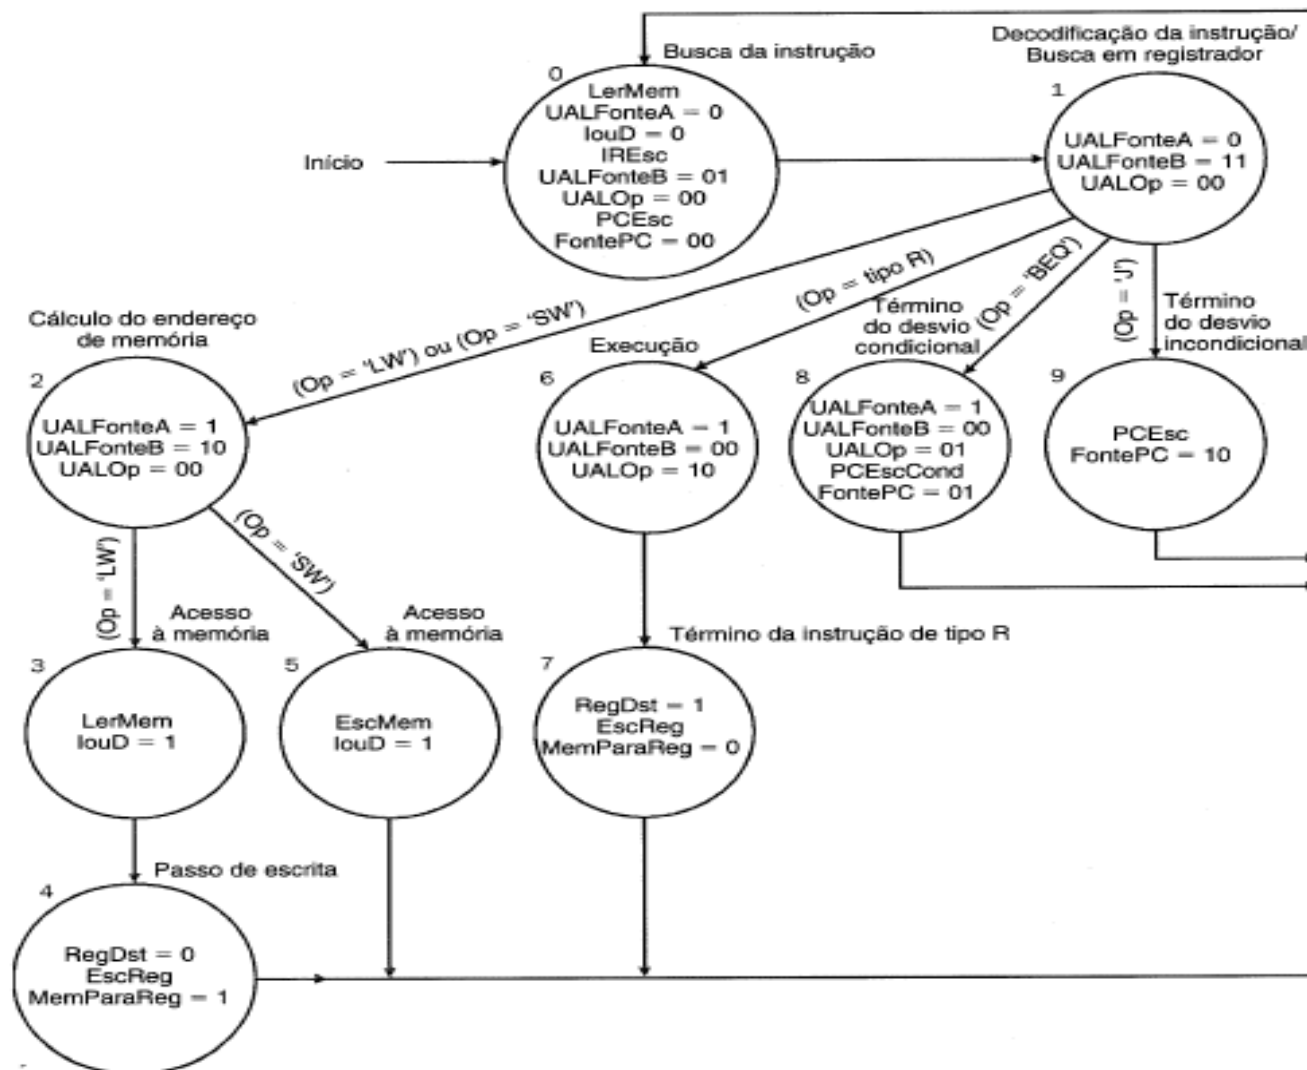 Busca da instrução
0
LerMem
UALFonteA = 0
IouD = 0
IREsc
UALFonteB = 01
UALOp = 00
PCEsc
FontePC = 00
Início
Decodificação da instrução/
Busca em registrador
1
UALFonteA = 0
UALFonteB = 11
UALOp = 00
(Op = 'LW') ou (Op = 'SW')
(Op = tipo R)
(Op = 'BEQ')
(Op = 'J')
Cálculo do endereço
de memória
2
UALFonteA = 1
UALFonteB = 10
UALOp = 00
Execução
6
UALFonteA = 1
UALFonteB = 00
UALOp = 10
Término
do desvio
condicional
8
UALFonteA = 1
UALFonteB = 00
UALOp = 01
PCEscCond
FontePC = 01
Término
do desvio
incondicional
9
PCEsc
FontePC = 10
(Op = 'LW')
(Op = 'SW')
Acesso
à memória
3
LerMem
IouD = 1
Acesso
à memória
5
EscMem
IouD = 1
Término da instrução de tipo R
7
RegDst = 1
EscReg
MemParaReg = 0
Passo de escrita
4
RegDst = 0
EscReg
MemParaReg = 1